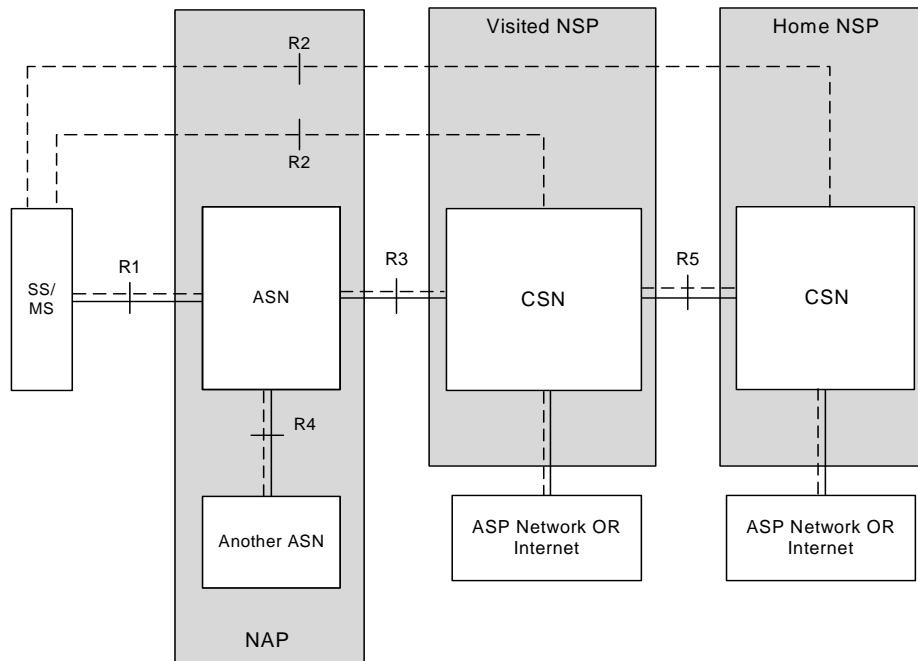 Visited NSP
Home NSP
R2
R2
R1
R3
R5
SS/
MS
ASN
CSN
CSN
R4
Another ASN
ASP Network OR
Internet
ASP Network OR
Internet
NAP